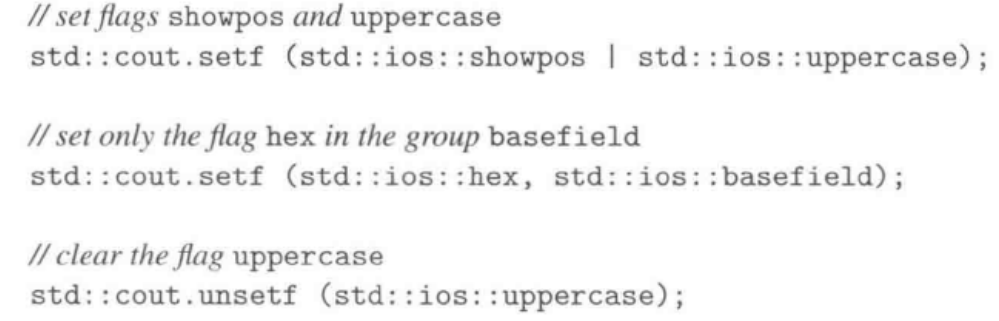 // set flags showpos and uppercase
std::cout.setf (std::ios::showpos | std::ios::uppercase);
// set only the flag hex in the group basefield
std::cout.setf (std::ios::hex, std::ios::basefield);
// clear the flag uppercase
std::cout.unsetf (std::ios::uppercase);